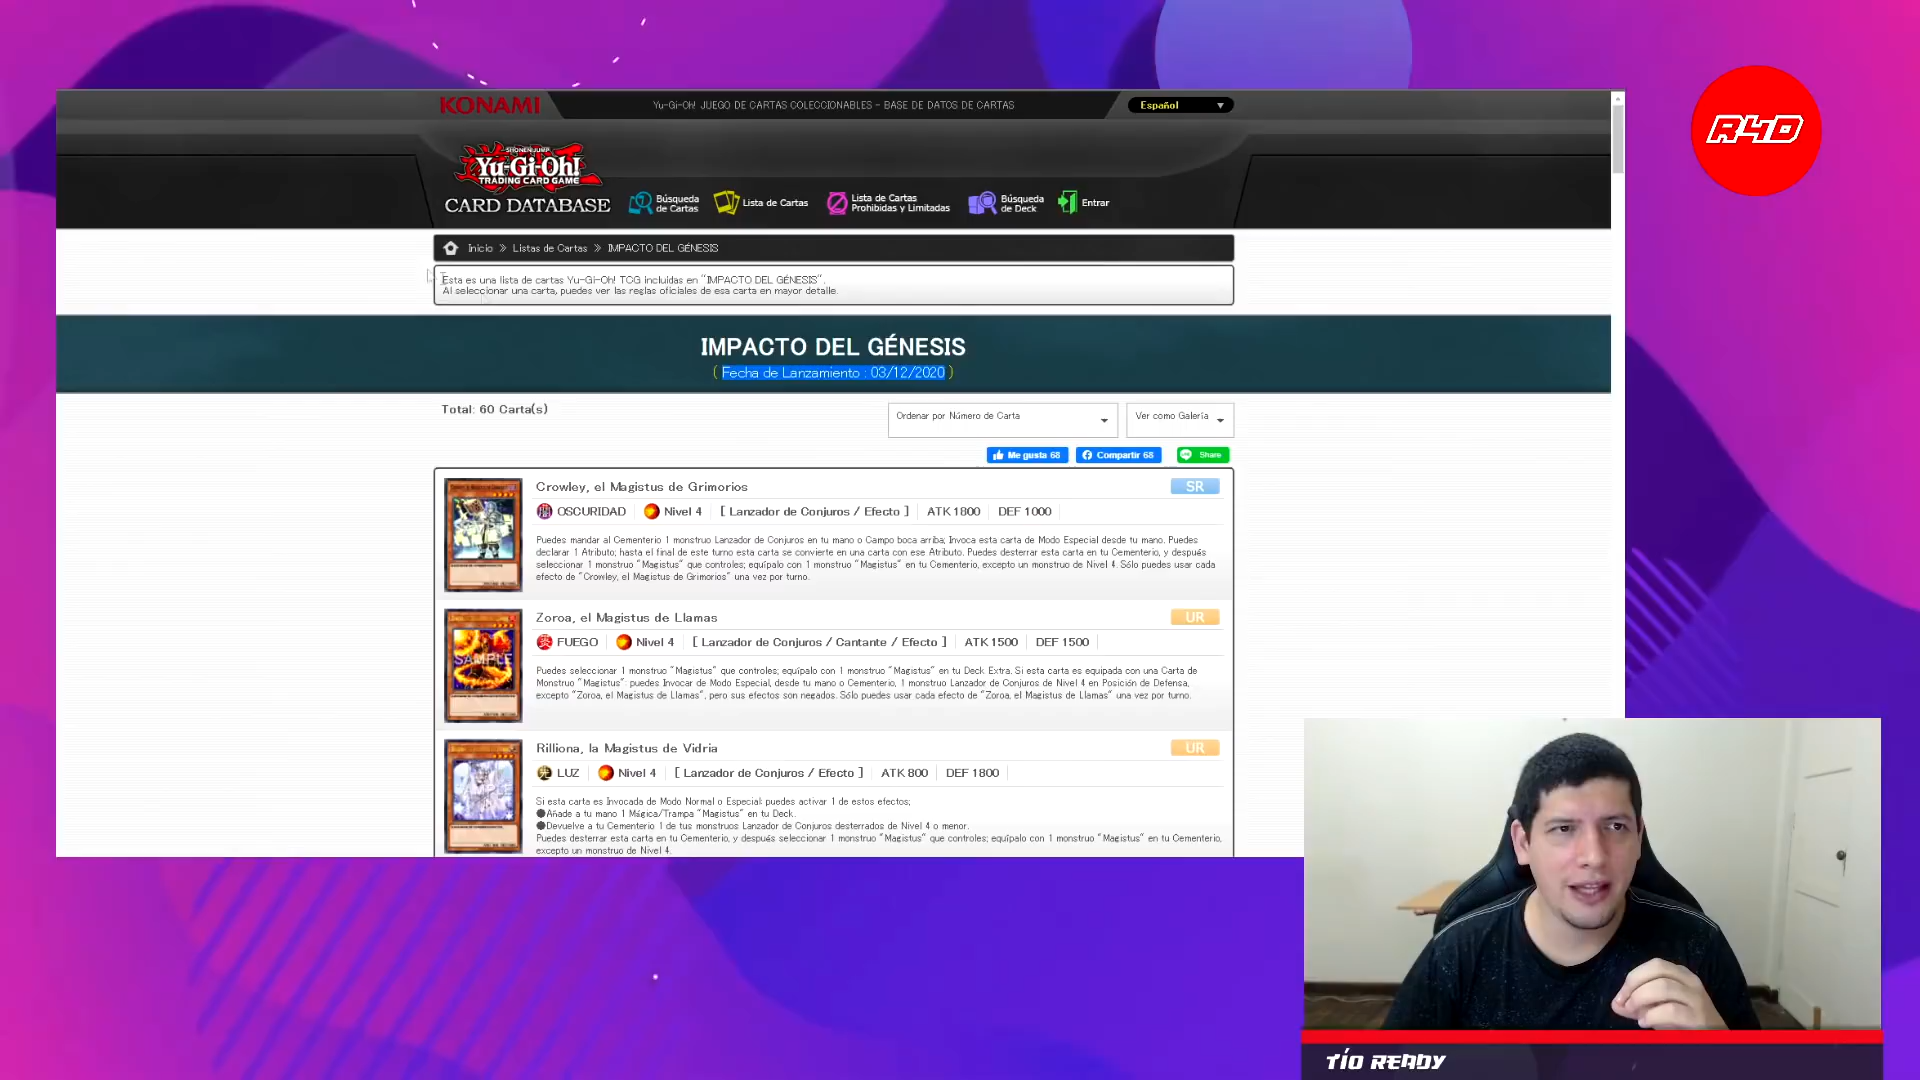 KONAMI
Yu-Gi-Oh! JUEGO DE CARTAS COLECCIONABLES - BASE DE DATOS DE CARTAS
Español
R4D
SHONEN JUMP
Yu-Gi-Oh!
TRADING CARD GAME
CARD DATABASE
Búsqueda de Cartas
Lista de Cartas
Lista de Cartas Prohibidas y Limitadas
Búsqueda de Deck
Entrar
Inicio » Listas de Cartas » IMPACTO DEL GÉNESIS
Esta es una lista de cartas Yu-Gi-Oh! TCG incluidas en "IMPACTO DEL GÉNESIS".
Al seleccionar una carta, puedes ver las reglas oficiales de esa carta en mayor detalle.
IMPACTO DEL GÉNESIS
( Fecha de Lanzamiento : 03/12/2020 )
Total: 60 Carta(s)
Ordenar por Número de Carta
Ver como Galería
Me gusta 68
Compartir 68
Share
Crowley, el Magistus de Grimorios
SR
OSCURIDAD Nivel 4 [ Lanzador de Conjuros / Efecto ] ATK 1800 DEF 1000
Puedes mandar al Cementerio 1 monstruo Lanzador de Conjuros en tu mano o Campo boca arriba; Invoca esta carta de Modo Especial desde tu mano. Puedes
declarar 1 Atributo; hasta el final de este turno esta carta se convierte en una carta con ese Atributo. Puedes desterrar esta carta en tu Cementerio, y después
seleccionar 1 monstruo "Magistus" que controles; equípalo con 1 monstruo "Magistus" en tu Cementerio, excepto un monstruo de Nivel 4. Sólo puedes usar cada
efecto de "Crowley, el Magistus de Grimorios" una vez por turno.
Zoroa, el Magistus de Llamas
UR
FUEGO Nivel 4 [ Lanzador de Conjuros / Cantante / Efecto ] ATK 1500 DEF 1500
SAMPLE
Puedes seleccionar 1 monstruo "Magistus" que controles; equípalo con 1 monstruo "Magistus" en tu Deck Extra. Si esta carta es equipada con una Carta de
Monstruo "Magistus": puedes Invocar de Modo Especial, desde tu mano o Cementerio, 1 monstruo Lanzador de Conjuros de Nivel 4 en Posición de Defensa,
excepto "Zoroa, el Magistus de Llamas", pero sus efectos son negados. Sólo puedes usar cada efecto de "Zoroa, el Magistus de Llamas" una vez por turno.
Rilliona, la Magistus de Vidria
UR
LUZ Nivel 4 [ Lanzador de Conjuros / Efecto ] ATK 800 DEF 1800
Si esta carta es Invocada de Modo Normal o Especial: puedes activar 1 de estos efectos;
●Añade a tu mano 1 Mágica/Trampa "Magistus" en tu Deck.
●Devuelve a tu Cementerio 1 de tus monstruos Lanzador de Conjuros desterrados de Nivel 4 o menor.
Puedes desterrar esta carta en tu Cementerio, y después seleccionar 1 monstruo "Magistus" que controles; equípalo con 1 monstruo "Magistus" en tu Cementerio,
excepto un monstruo de Nivel 4.
TÍO READY